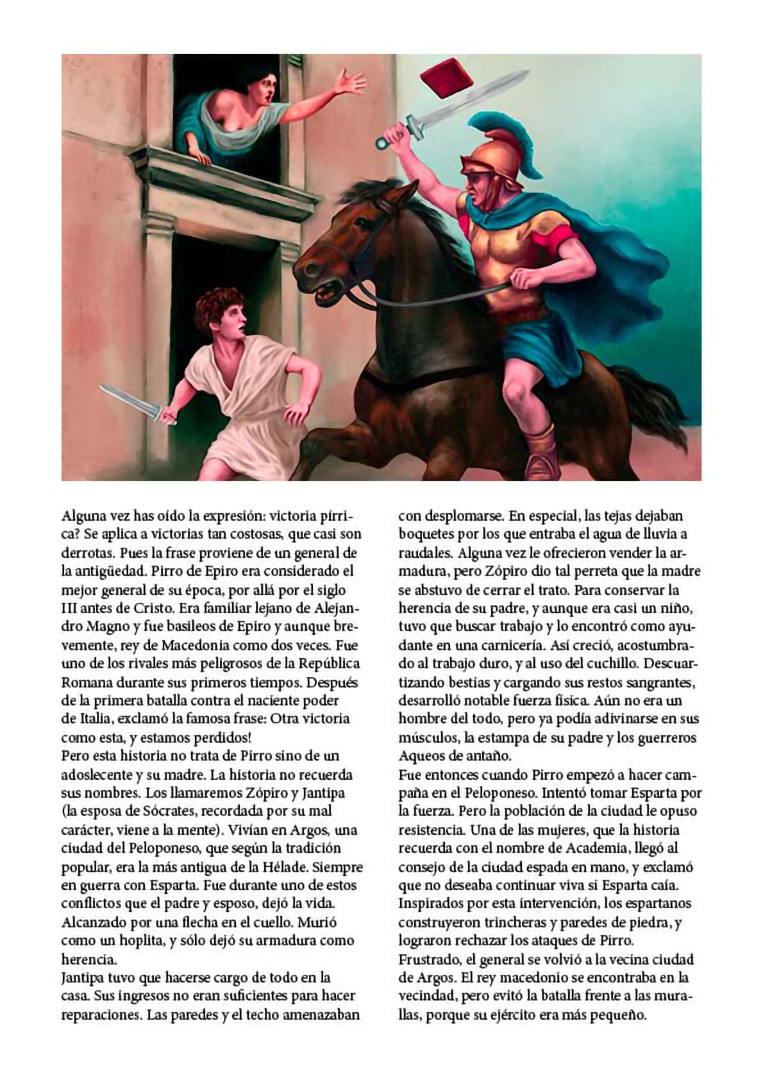 Alguna vez has oído la expresión: victoria pírri-
ca? Se aplica a victorias tan costosas, que casi son
derrotas. Pues la frase proviene de un general de
la antigüedad. Pirro de Epiro era considerado el
mejor general de su época, por allá por el siglo
III antes de Cristo. Era familiar lejano de Alejan-
dro Magno y fue basileos de Epiro y aunque bre-
vemente, rey de Macedonia como dos veces. Fue
uno de los rivales más peligrosos de la República
Romana durante sus primeros tiempos. Después
de la primera batalla contra el naciente poder
de Italia, exclamó la famosa frase: Otra victoria
como esta, y estamos perdidos!
Pero esta historia no trata de Pirro sino de un
adoslecente y su madre. La historia no recuerda
sus nombres. Los llamaremos Zópiro y Jantipa
(la esposa de Sócrates, recordada por su mal
carácter, viene a la mente). Vivían en Argos, una
ciudad del Peloponeso, que según la tradición
popular, era la más antigua de la Hélade. Siempre
en guerra con Esparta. Fue durante uno de estos
conflictos que el padre y esposo, dejó la vida.
Alcanzado por una flecha en el cuello. Murió
como un hoplita, y sólo dejó su armadura como
herencia.
Jantipa tuvo que hacerse cargo de todo en la
casa. Sus ingresos no eran suficientes para hacer
reparaciones. Las paredes y el techo amenazaban
con desplomarse. En especial, las tejas dejaban
boquetes por los que entraba el agua de lluvia a
raudales. Alguna vez le ofrecieron vender la ar-
madura, pero Zópiro dio tal perreta que la madre
se abstuvo de cerrar el trato. Para conservar la
herencia de su padre, y aunque era casi un niño,
tuvo que buscar trabajo y lo encontró como ayu-
dante en una carnicería. Así creció, acostumbra-
do al trabajo duro, y al uso del cuchillo. Descuar-
tizando bestias y cargando sus restos sangrantes,
desarrolló notable fuerza física. Aún no era un
hombre del todo, pero ya podía adivinarse en sus
músculos, la estampa de su padre y los guerreros
Aqueos de antaño.
Fue entonces cuando Pirro empezó a hacer cam-
paña en el Peloponeso. Intentó tomar Esparta por
la fuerza. Pero la población de la ciudad le opuso
resistencia. Una de las mujeres, que la historia
recuerda con el nombre de Academia, llegó al
consejo de la ciudad espada en mano, y exclamó
que no deseaba continuar viva si Esparta caía.
Inspirados por esta intervención, los espartanos
construyeron trincheras y paredes de piedra, y
lograron rechazar los ataques de Pirro.
Frustrado, el general se volvió a la vecina ciudad
de Argos. El rey macedonio se encontraba en la
vecindad, pero evitó la batalla frente a las mura-
llas, porque su ejército era más pequeño.